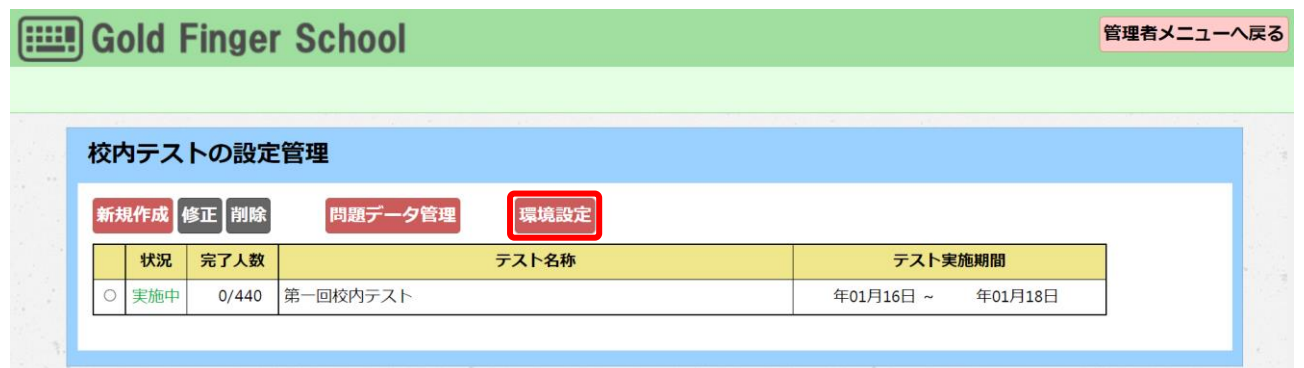 Gold Finger School 管理者メニューへ戻る
校内テストの設定管理
新規作成 修正 削除 問題データ管理 環境設定
状況 完了人数 テスト名称 テスト実施期間
実施中 0/440 第一回校内テスト 年01月16日 ~ 年01月18日